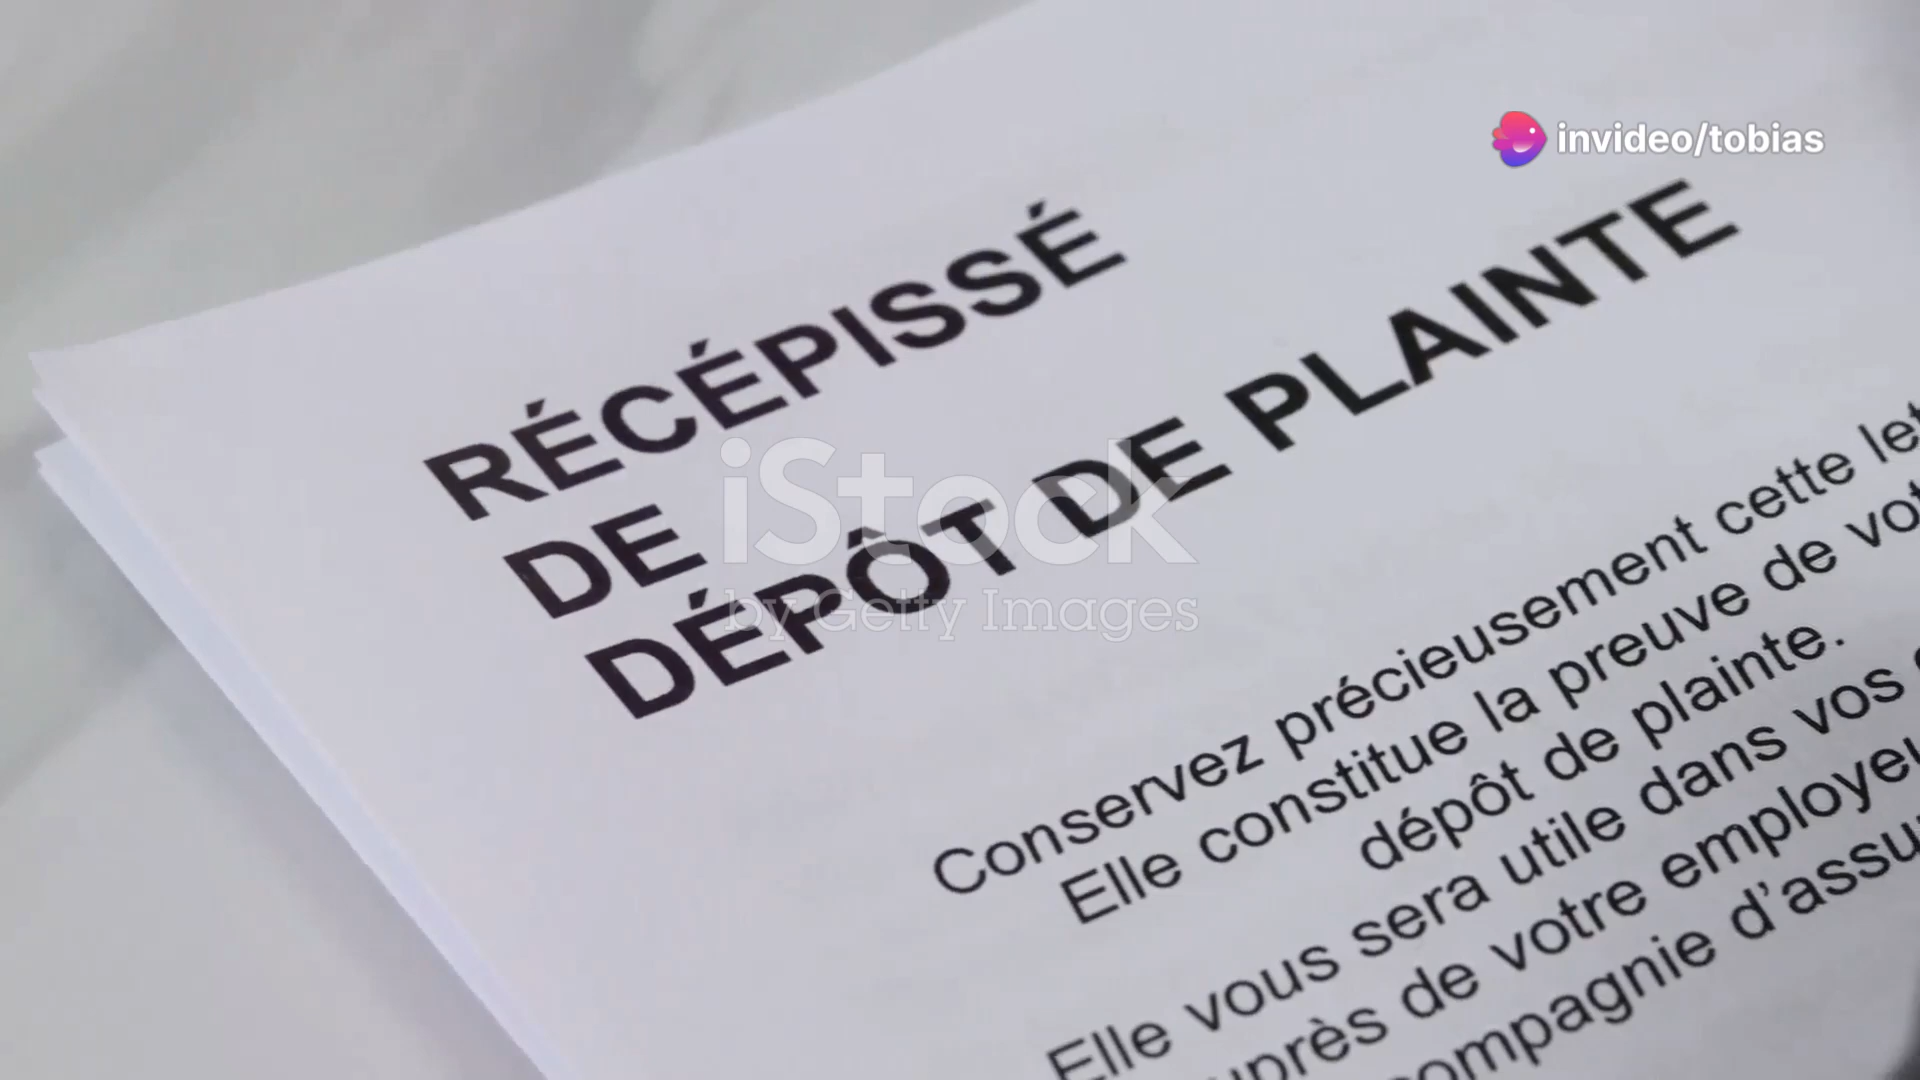 invideo/tobias
RÉCÉPISSÉ
DE
DÉPÔT DE PLAINTE
iStock
by Getty Images
Conservez précieusement cette
Elle constitue la preuve de
dépôt de plainte.
Elle vous sera utile dans vos
de votre